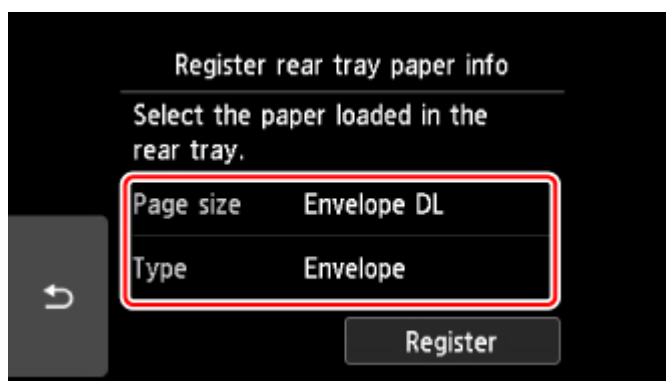 Register rear tray paper info
Select the paper loaded in the
rear tray.
Page size Envelope DL
Type Envelope
Register